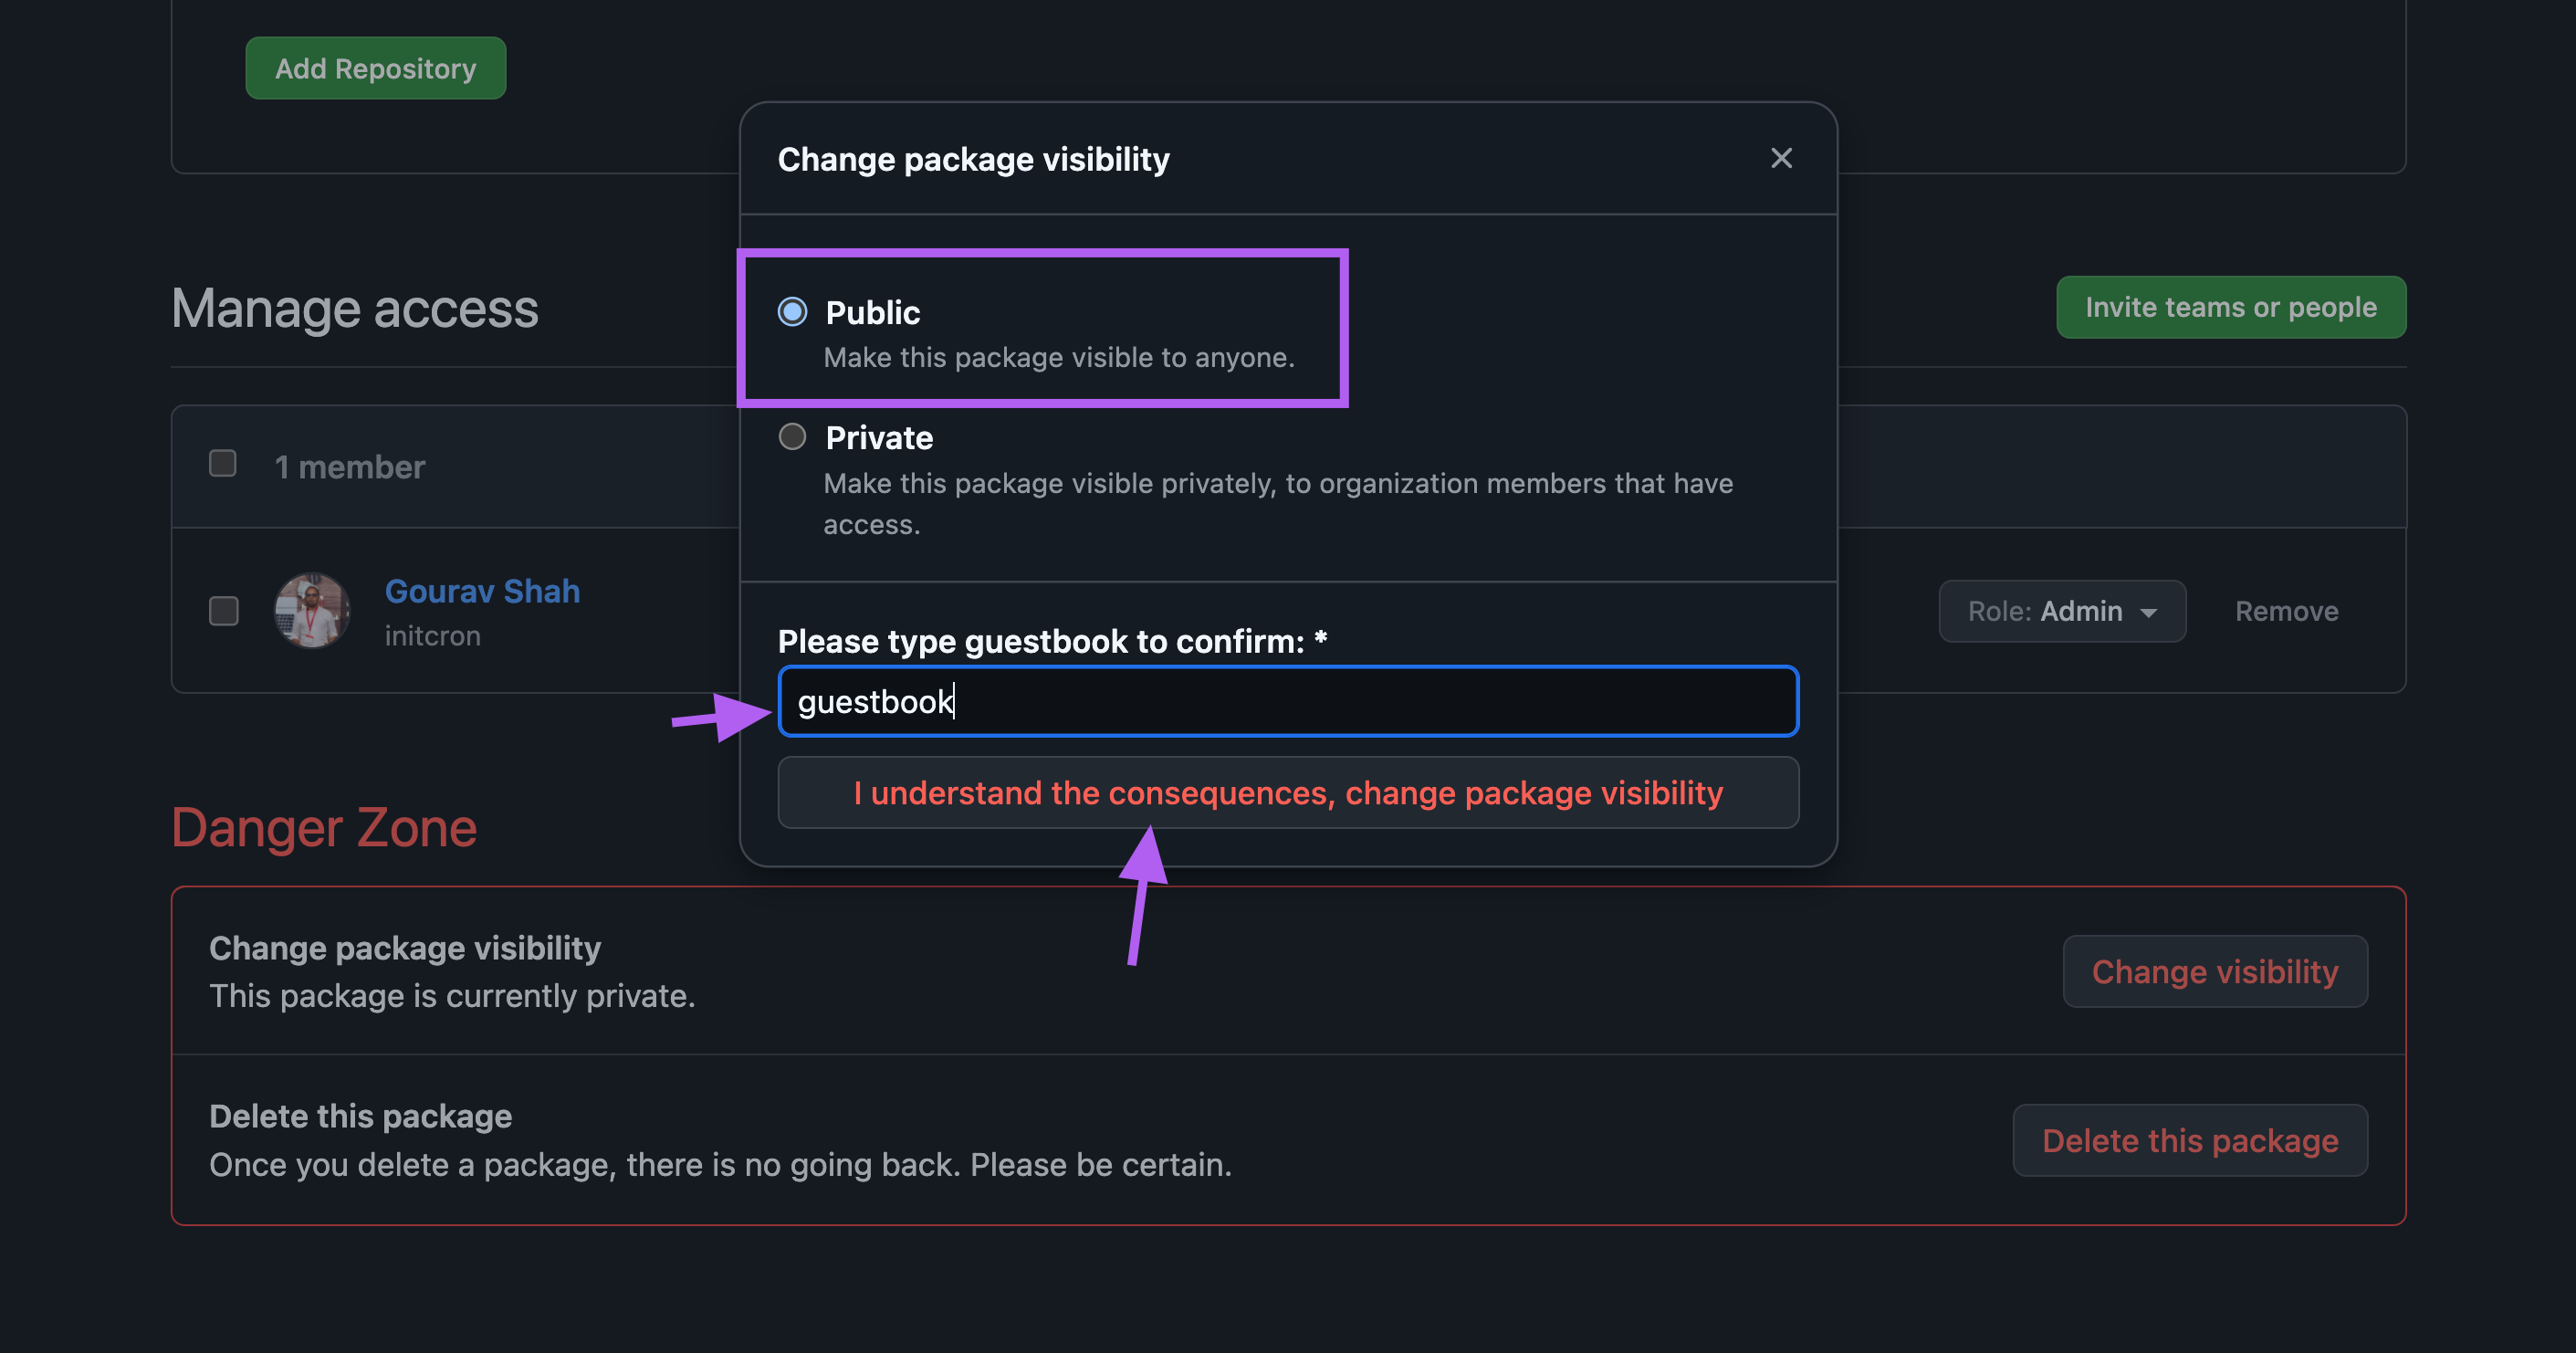 Add Repository
Change package visibility
Public
Make this package visible to anyone.
Private
Make this package visible privately, to organization members that have
access.
Please type guestbook to confirm: *
guestbook
I understand the consequences, change package visibility
Manage access
Invite teams or people
1 member
Gourav Shah
initcron
Role: Admin
Remove
Danger Zone
Change package visibility
This package is currently private.
Change visibility
Delete this package
Once you delete a package, there is no going back. Please be certain.
Delete this package